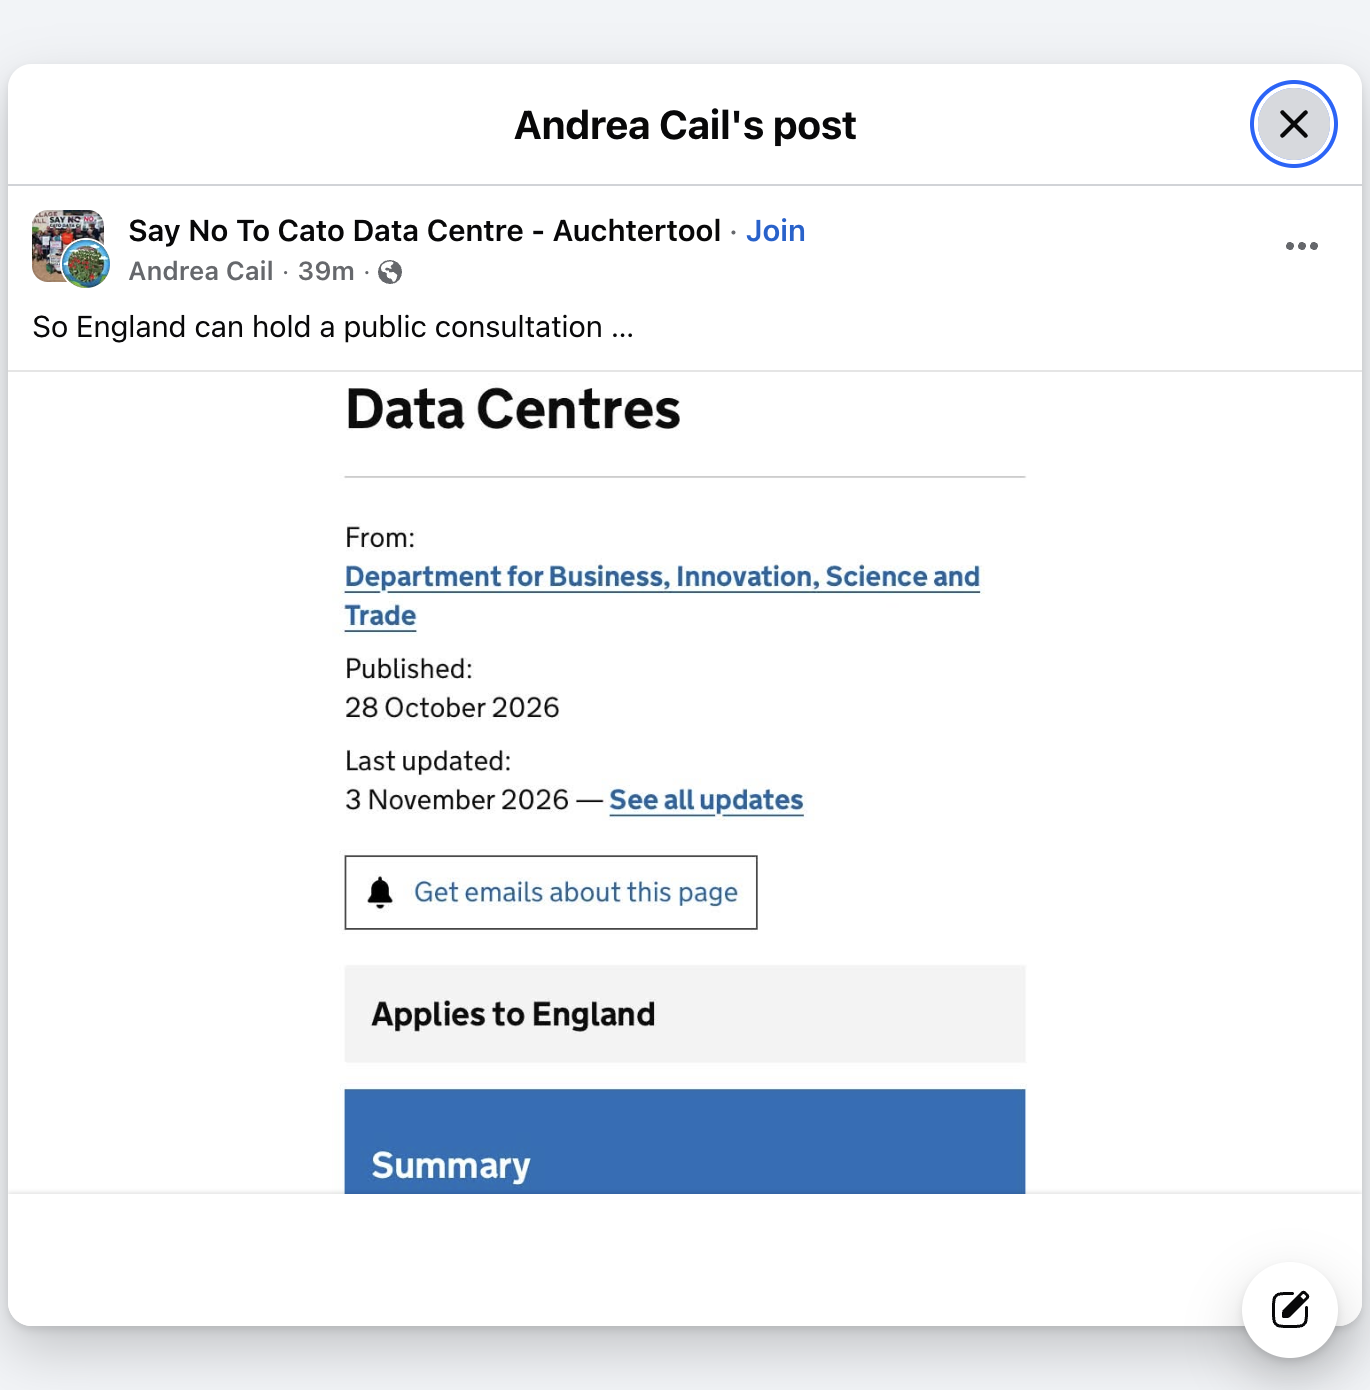 Andrea Cail's post
Say No To Cato Data Centre - Auchtertool · Join
Andrea Cail · 39m ·
So England can hold a public consultation ...
Data Centres
From:
Department for Business, Innovation, Science and
Trade
Published:
28 October 2026
Last updated:
3 November 2026 — See all updates
Get emails about this page
Applies to England
Summary